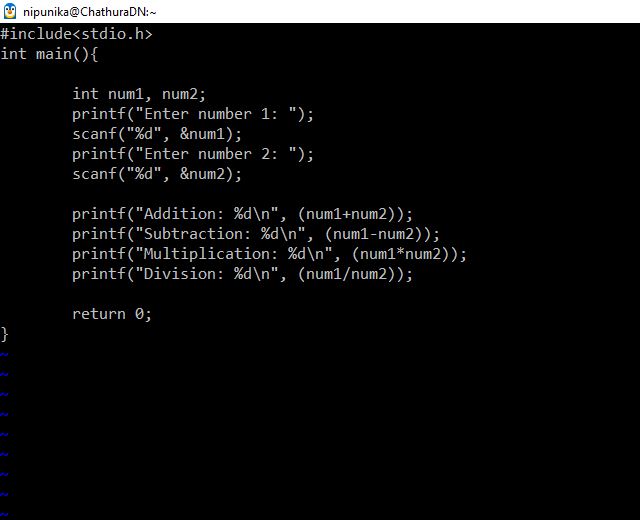 nipunika@ChathuraDN:~
#include<stdio.h>
int main(){
        int num1, num2;
        printf("Enter number 1: ");
        scanf("%d", &num1);
        printf("Enter number 2: ");
        scanf("%d", &num2);
        printf("Addition: %d\n", (num1+num2));
        printf("Subtraction: %d\n", (num1-num2));
        printf("Multiplication: %d\n", (num1*num2));
        printf("Division: %d\n", (num1/num2));
        return 0;
}
~
~
~
~
~
~
~
~
~